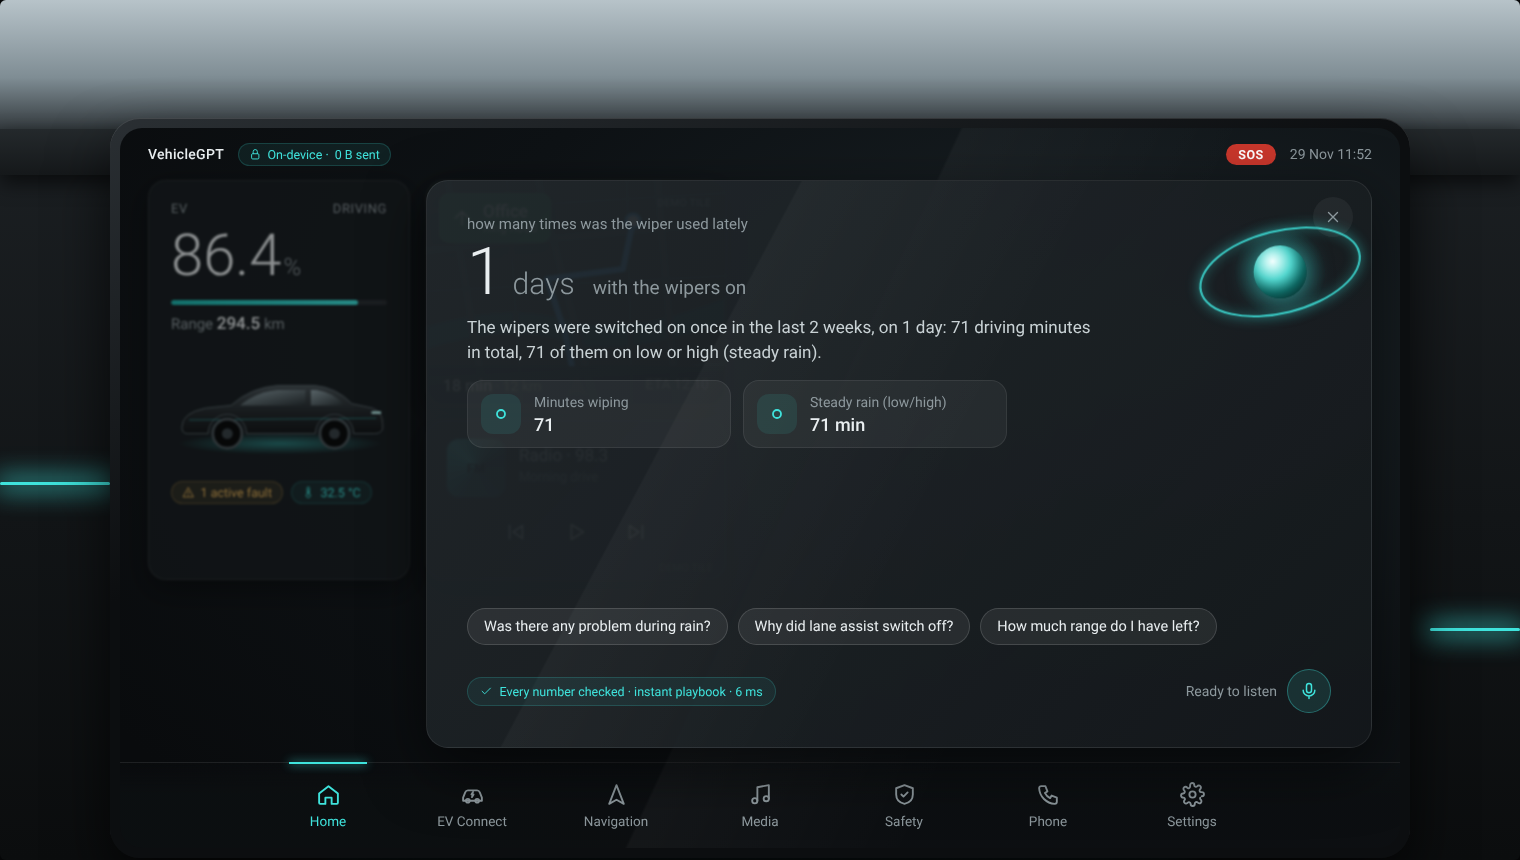 VehicleGPT
On-device · 0 B sent
SOS
29 Nov 11:52
EV
DRIVING
86.4%
Range 294.5 km
1 active fault
32.5 °C
how many times was the wiper used lately
1 days with the wipers on
The wipers were switched on once in the last 2 weeks, on 1 day: 71 driving minutes
in total, 71 of them on low or high (steady rain).
Minutes wiping
71
Steady rain (low/high)
71 min
Radio · 98.3
Was there any problem during rain?
Why did lane assist switch off?
How much range do I have left?
Every number checked · instant playbook · 6 ms
Ready to listen
Home
EV Connect
Navigation
Media
Safety
Phone
Settings